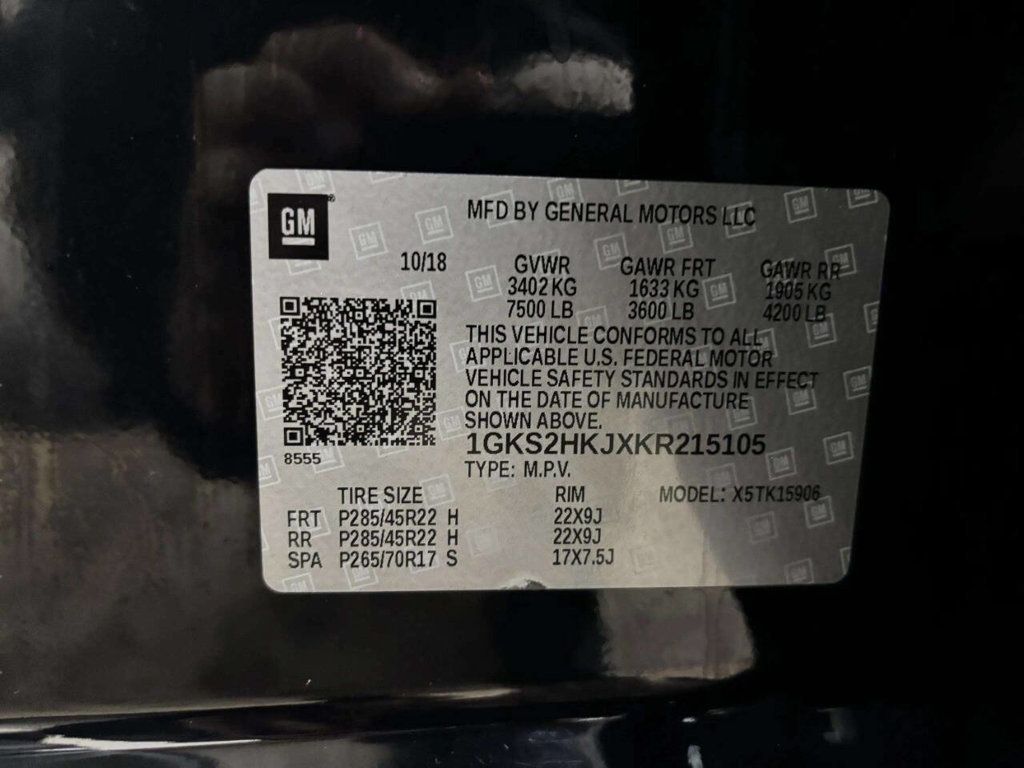 GM
MFD BY GENERAL MOTORS LLC
10/18 GVWR GAWR FRT GAWR RR
3402 KG 1633 KG 1905 KG
7500 LB 3600 LB 4200 LB
THIS VEHICLE CONFORMS TO ALL
APPLICABLE U.S. FEDERAL MOTOR
VEHICLE SAFETY STANDARDS IN EFFECT
ON THE DATE OF MANUFACTURE
SHOWN ABOVE.
1GKS2HKJXKR215105
8555
TYPE: M.P.V.
TIRE SIZE RIM MODEL: X5TK15906
FRT P285/45R22 H 22X9J
RR P285/45R22 H 22X9J
SPA P265/70R17 S 17X7.5J